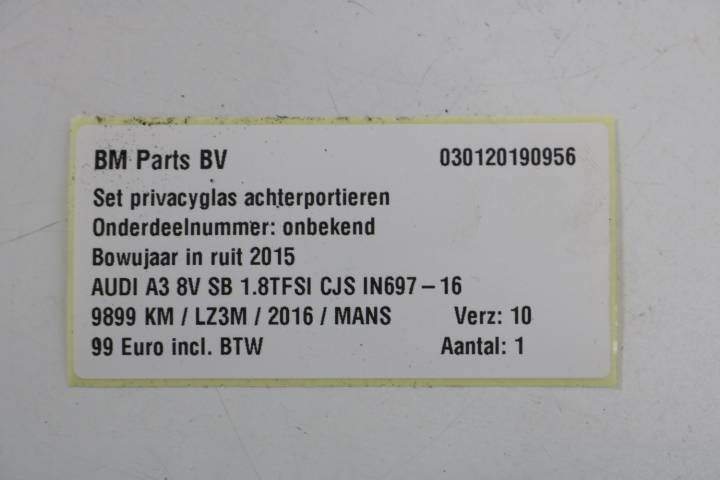 BM Parts BV 030120190956
Set privacyglas achterportieren
Onderdeelnummer: onbekend
Bowujaar in ruit 2015
AUDI A3 8V SB 1.8TFSI CJS IN697-16
9899 KM / LZ3M / 2016 / MANS Verz: 10
99 Euro incl. BTW Aantal: 1